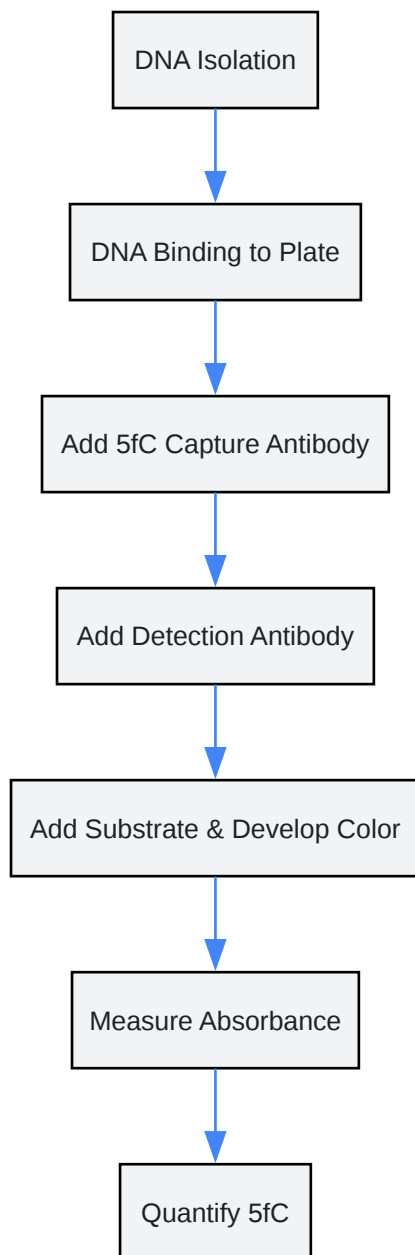 DNA Isolation
DNA Binding to Plate
Add 5fC Capture Antibody
Add Detection Antibody
Add Substrate & Develop Color
Measure Absorbance
Quantify 5fC